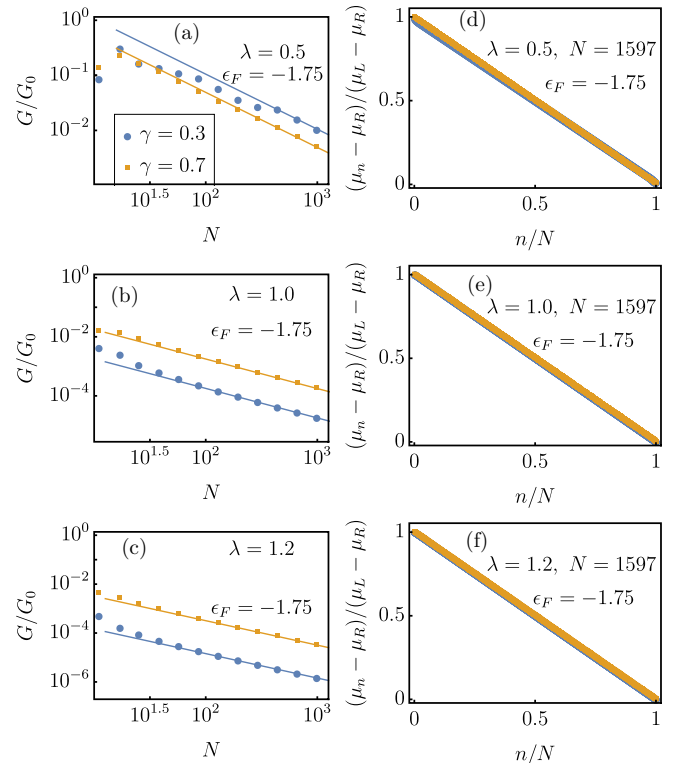 (a)
λ = 0.5
ϵ_F = −1.75
γ = 0.3
γ = 0.7
G/G_0
10^0
10^{-1}
10^{-2}
10^{1.5}
10^2
10^3
N
(d)
λ = 0.5, N = 1597
ϵ_F = −1.75
(μ_n − μ_R)/(μ_L − μ_R)
1
0.5
0
0
0.5
1
n/N
(b)
λ = 1.0
ϵ_F = −1.75
G/G_0
10^0
10^{-2}
10^{-4}
10^{1.5}
10^2
10^3
N
(e)
λ = 1.0, N = 1597
ϵ_F = −1.75
(μ_n − μ_R)/(μ_L − μ_R)
1
0.5
0
0
0.5
1
n/N
(c)
λ = 1.2
ϵ_F = −1.75
G/G_0
10^0
10^{-2}
10^{-4}
10^{-6}
10^{1.5}
10^2
10^3
N
(f)
λ = 1.2, N = 1597
ϵ_F = −1.75
(μ_n − μ_R)/(μ_L − μ_R)
1
0.5
0
0
0.5
1
n/N